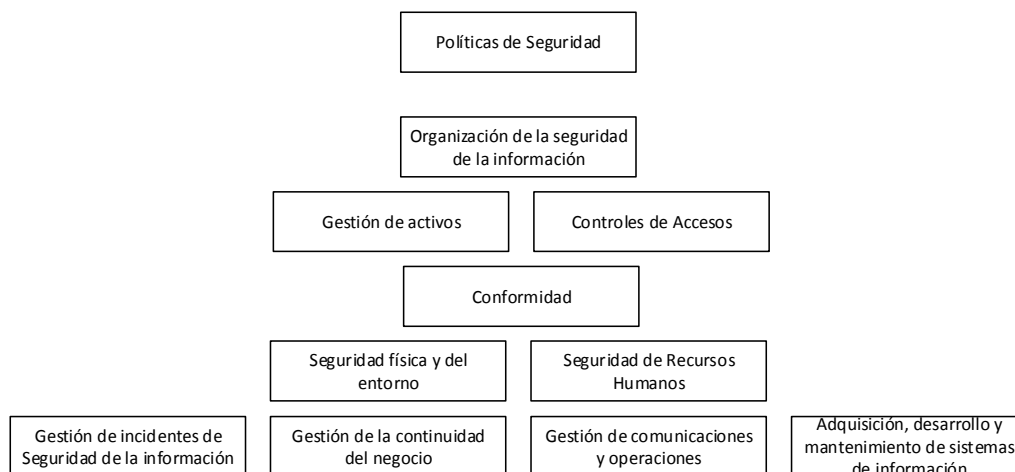 Políticas de Seguridad
Organización de la seguridad
de la información
Gestión de activos
Controles de Accesos
Conformidad
Seguridad física y del
entorno
Seguridad de Recursos
Humanos
Gestión de incidentes de
Seguridad de la información
Gestión de la continuidad
del negocio
Gestión de comunicaciones
y operaciones
Adquisición, desarrollo y
mantenimiento de sistemas
de información